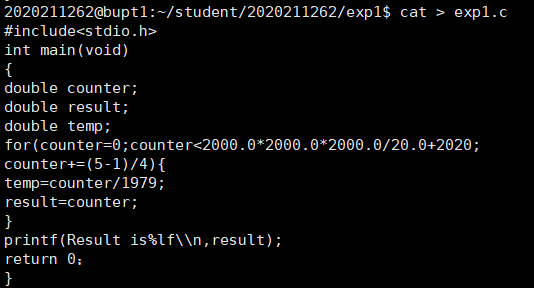 2020211262@bupt1:~/student/2020211262/exp1$ cat > exp1.c
#include<stdio.h>
int main(void)
{
double counter;
double result;
double temp;
for(counter=0;counter<2000.0*2000.0*2000.0/20.0+2020;
counter+=(5-1)/4){
temp=counter/1979;
result=counter;
}
printf(Result is%lf\\n,result);
return 0；
}